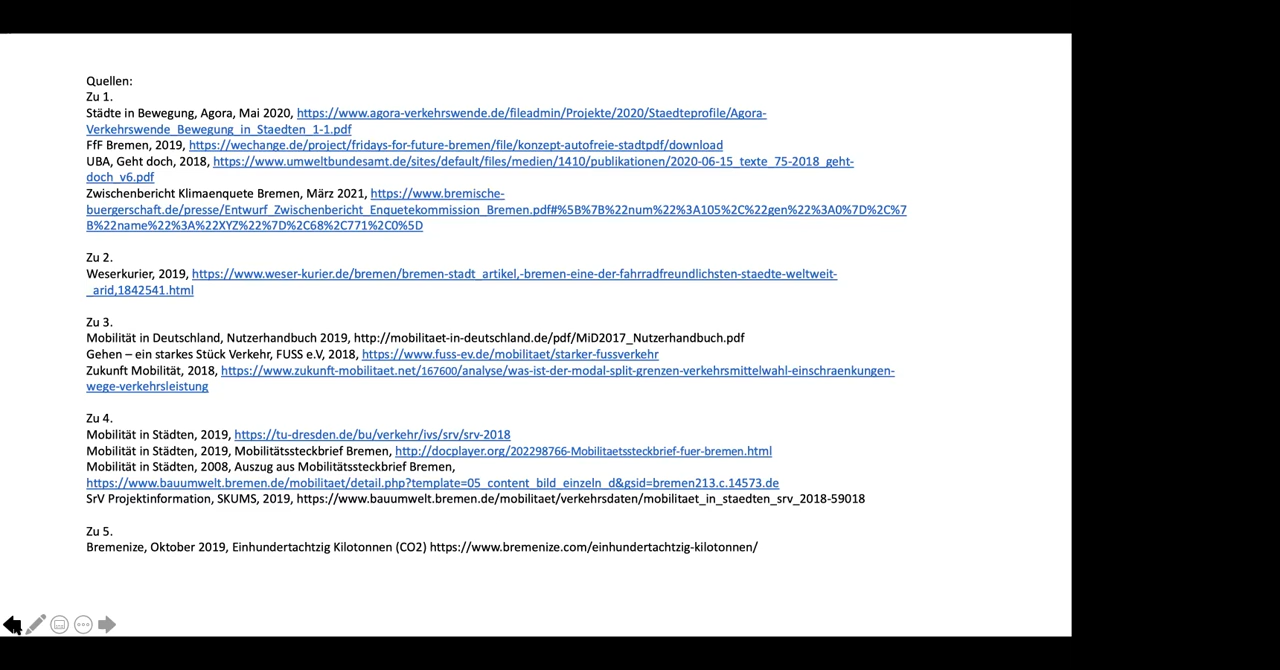 Quellen:
Zu 1.
Städte in Bewegung, Agora, Mai 2020, https://www.agora-verkehrswende.de/fileadmin/Projekte/2020/Staedteprofile/Agora-
Verkehrswende_Bewegung_in_Staedten_1-1.pdf
FfF Bremen, 2019, https://wechange.de/project/fridays-for-future-bremen/file/konzept-autofreie-stadtpdf/download
UBA, Geht doch, 2018, https://www.umweltbundesamt.de/sites/default/files/medien/1410/publikationen/2020-06-15_texte_75-2018_geht-
doch_v6.pdf
Zwischenbericht Klimaenquete Bremen, März 2021, https://www.bremische-
buergerschaft.de/presse/Entwurf_Zwischenbericht_Enquetekommission_Bremen.pdf#%5B%7B%22num%22%3A105%2C%22gen%22%3A0%7D%2C%7
B%22name%22%3A%22XYZ%22%7D%2C68%2C771%2C0%5D
Zu 2.
Weserkurier, 2019, https://www.weser-kurier.de/bremen/bremen-stadt_artikel,-bremen-eine-der-fahrradfreundlichsten-staedte-weltweit-
_arid,1842541.html
Zu 3.
Mobilität in Deutschland, Nutzerhandbuch 2019, http://mobilitaet-in-deutschland.de/pdf/MiD2017_Nutzerhandbuch.pdf
Gehen – ein starkes Stück Verkehr, FUSS e.V, 2018, https://www.fuss-ev.de/mobilitaet/starker-fussverkehr
Zukunft Mobilität, 2018, https://www.zukunft-mobilitaet.net/167600/analyse/was-ist-der-modal-split-grenzen-verkehrsmittelwahl-einschraenkungen-
wege-verkehrsleistung
Zu 4.
Mobilität in Städten, 2019, https://tu-dresden.de/bu/verkehr/ivs/srv/srv-2018
Mobilität in Städten, 2019, Mobilitätssteckbrief Bremen, http://docplayer.org/202298766-Mobilitaetssteckbrief-fuer-bremen.html
Mobilität in Städten, 2008, Auszug aus Mobilitätssteckbrief Bremen,
https://www.bauumwelt.bremen.de/mobilitaet/detail.php?template=05_content_bild_einzeln_d&gsid=bremen213.c.14573.de
SrV Projektinformation, SKUMS, 2019, https://www.bauumwelt.bremen.de/mobilitaet/verkehrsdaten/mobilitaet_in_staedten_srv_2018-59018
Zu 5.
Bremenize, Oktober 2019, Einhundertachtzig Kilotonnen (CO2) https://www.bremenize.com/einhundertachtzig-kilotonnen/